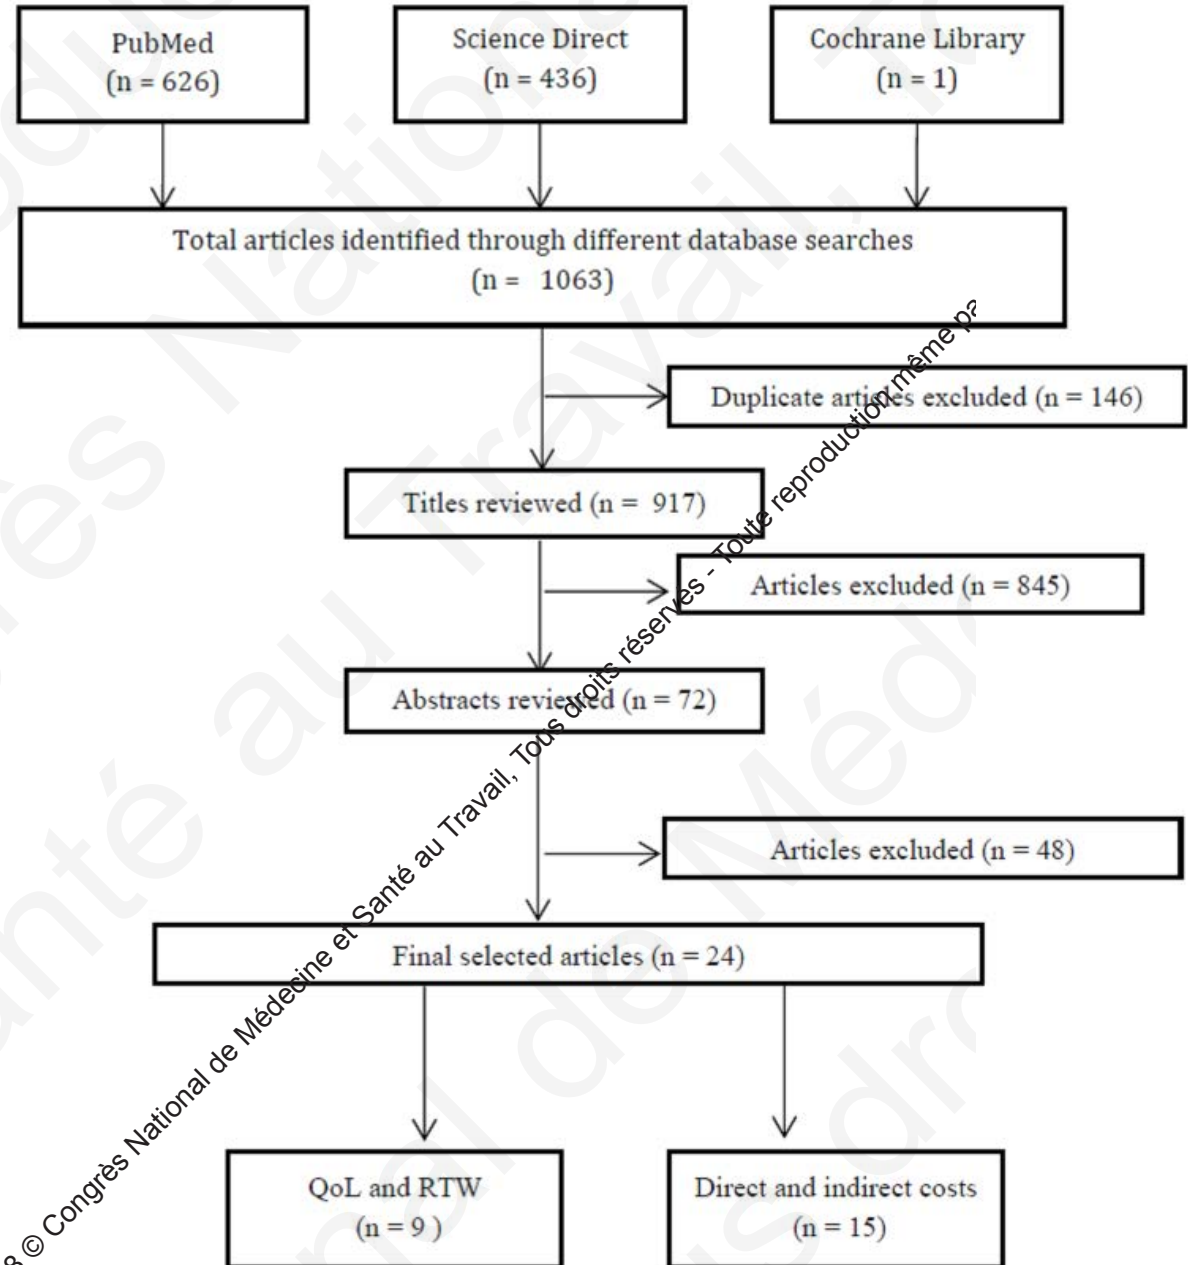 PubMed
(n = 626)
Science Direct
(n = 436)
Cochrane Library
(n = 1)
Total articles identified through different database searches
(n = 1063)
Duplicate articles excluded (n = 146)
Titles reviewed (n = 917)
Articles excluded (n = 845)
Abstracts reviewed (n = 72)
Articles excluded (n = 48)
Final selected articles (n = 24)
QoL and RTW
(n = 9 )
Direct and indirect costs
(n = 15)
8 © Congrès National de Médecine et Santé au Travail, Tous droits réservés - Toute reproduction même pa